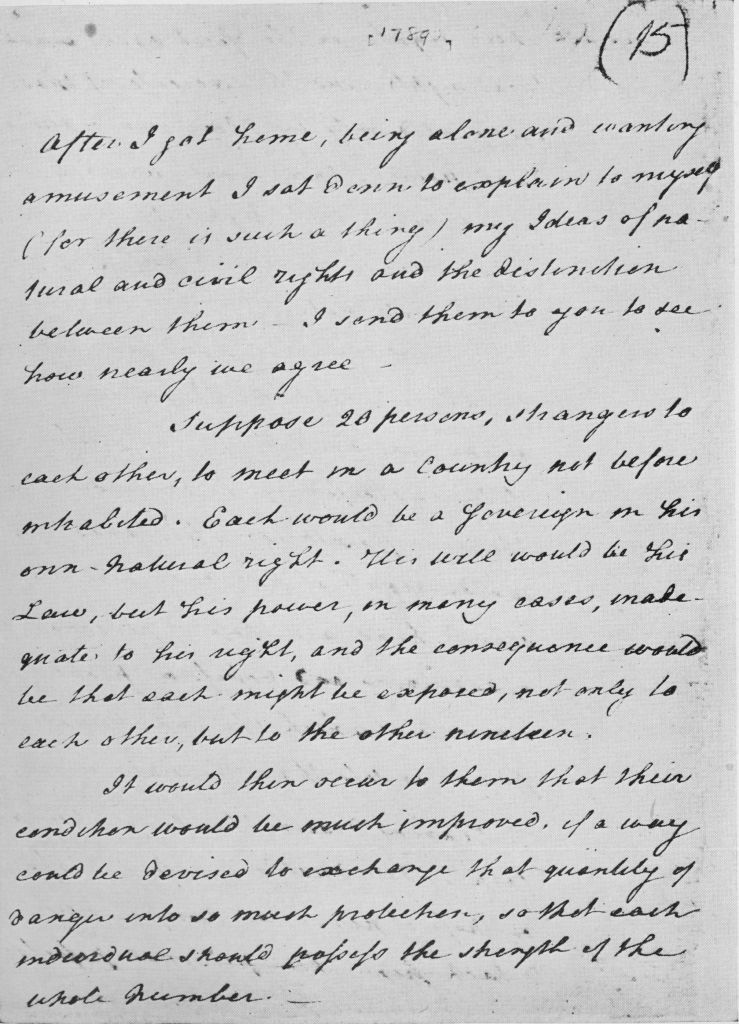 1789
(15)
After I got home, being alone and wanting
amusement I sat down to explain to myself
(for there is such a thing) my Ideas of na-
tural and civil rights and the distinction
between them - I send them to you to see
how nearly we agree -
Suppose 20 persons, strangers to
each other, to meet in a Country not before
inhabited. Each would be a Sovereign in his
own natural right. His will would be his
Law, but his power, in many cases, inade-
quate to his right, and the consequence would
be that each might be exposed, not only to
each other, but to the other nineteen.
It would then occur to them that their
condition would be much improved, if a way
could be devised to exchange that quantity of
danger into so much protection, so that each
individual should possess the strength of the
whole number. -